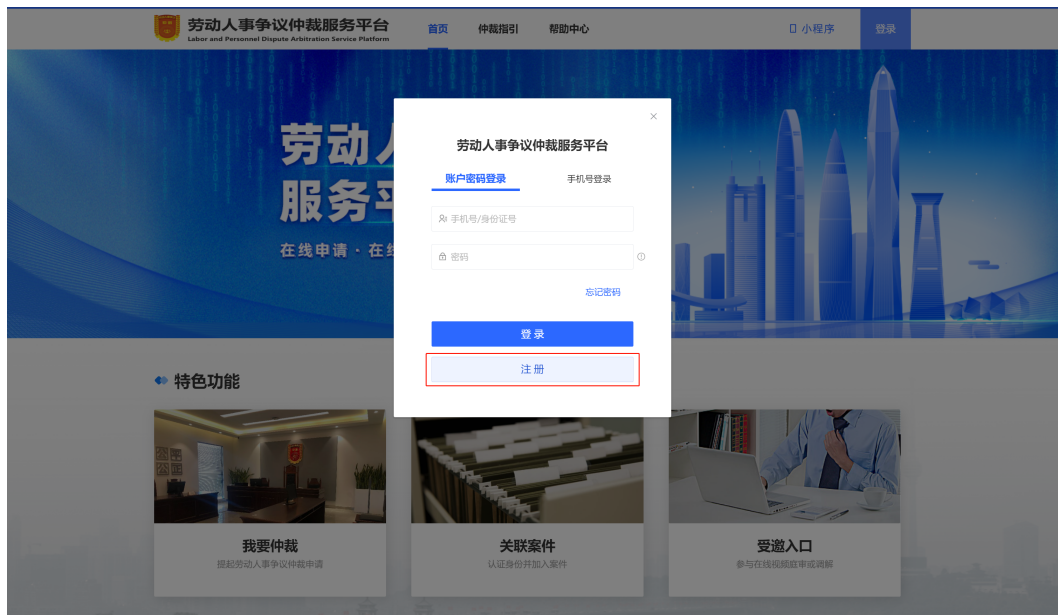 劳动人事争议仲裁服务平台
Labor and Personnel Dispute Arbitration Service Platform
首页
仲裁指引
帮助中心
小程序
登录
劳动人
服务平
在线申请·在线
劳动人事争议仲裁服务平台
账户密码登录
手机号登录
手机号/身份证号
密码
忘记密码
登 录
注 册
特色功能
公平
公正
我要仲裁
提起劳动人事争议仲裁申请
关联案件
认证身份并加入案件
受邀入口
参与在线视频庭审或调解